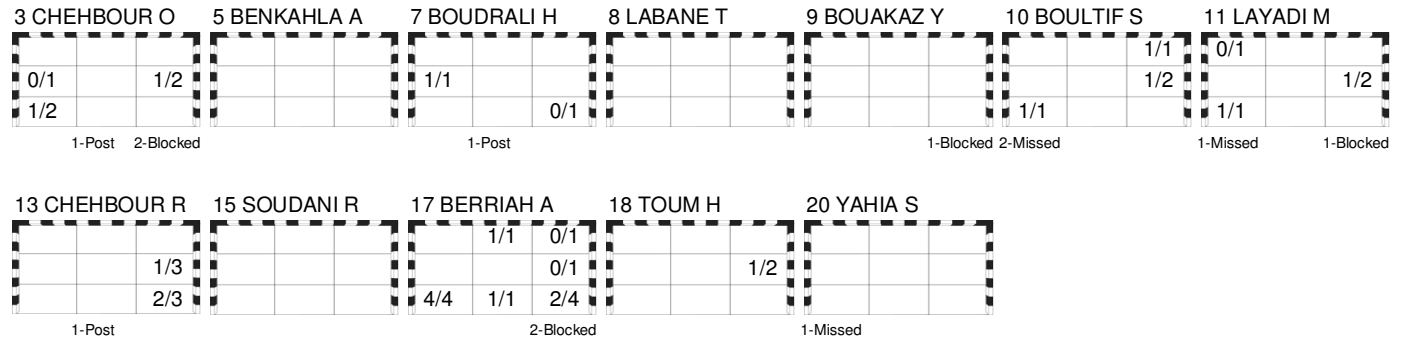 3 CHEHBOUR O 5 BENKAHLA A 7 BOUDRALI H 8 LABANE T 9 BOUAKAZ Y 10 BOULTIF S 11 LAYADI M
1/1 0/1
0/1 1/2 1/1 1/2 1/2
1/2 0/1 1/1 1/1
1-Post 2-Blocked 1-Post 1-Blocked 2-Missed 1-Missed 1-Blocked
13 CHEHBOUR R 15 SOUDANI R 17 BERRIAH A 18 TOUM H 20 YAHIA S
1/1 0/1
1/3 0/1 1/2
2/3 4/4 1/1 2/4
1-Post 2-Blocked 1-Missed